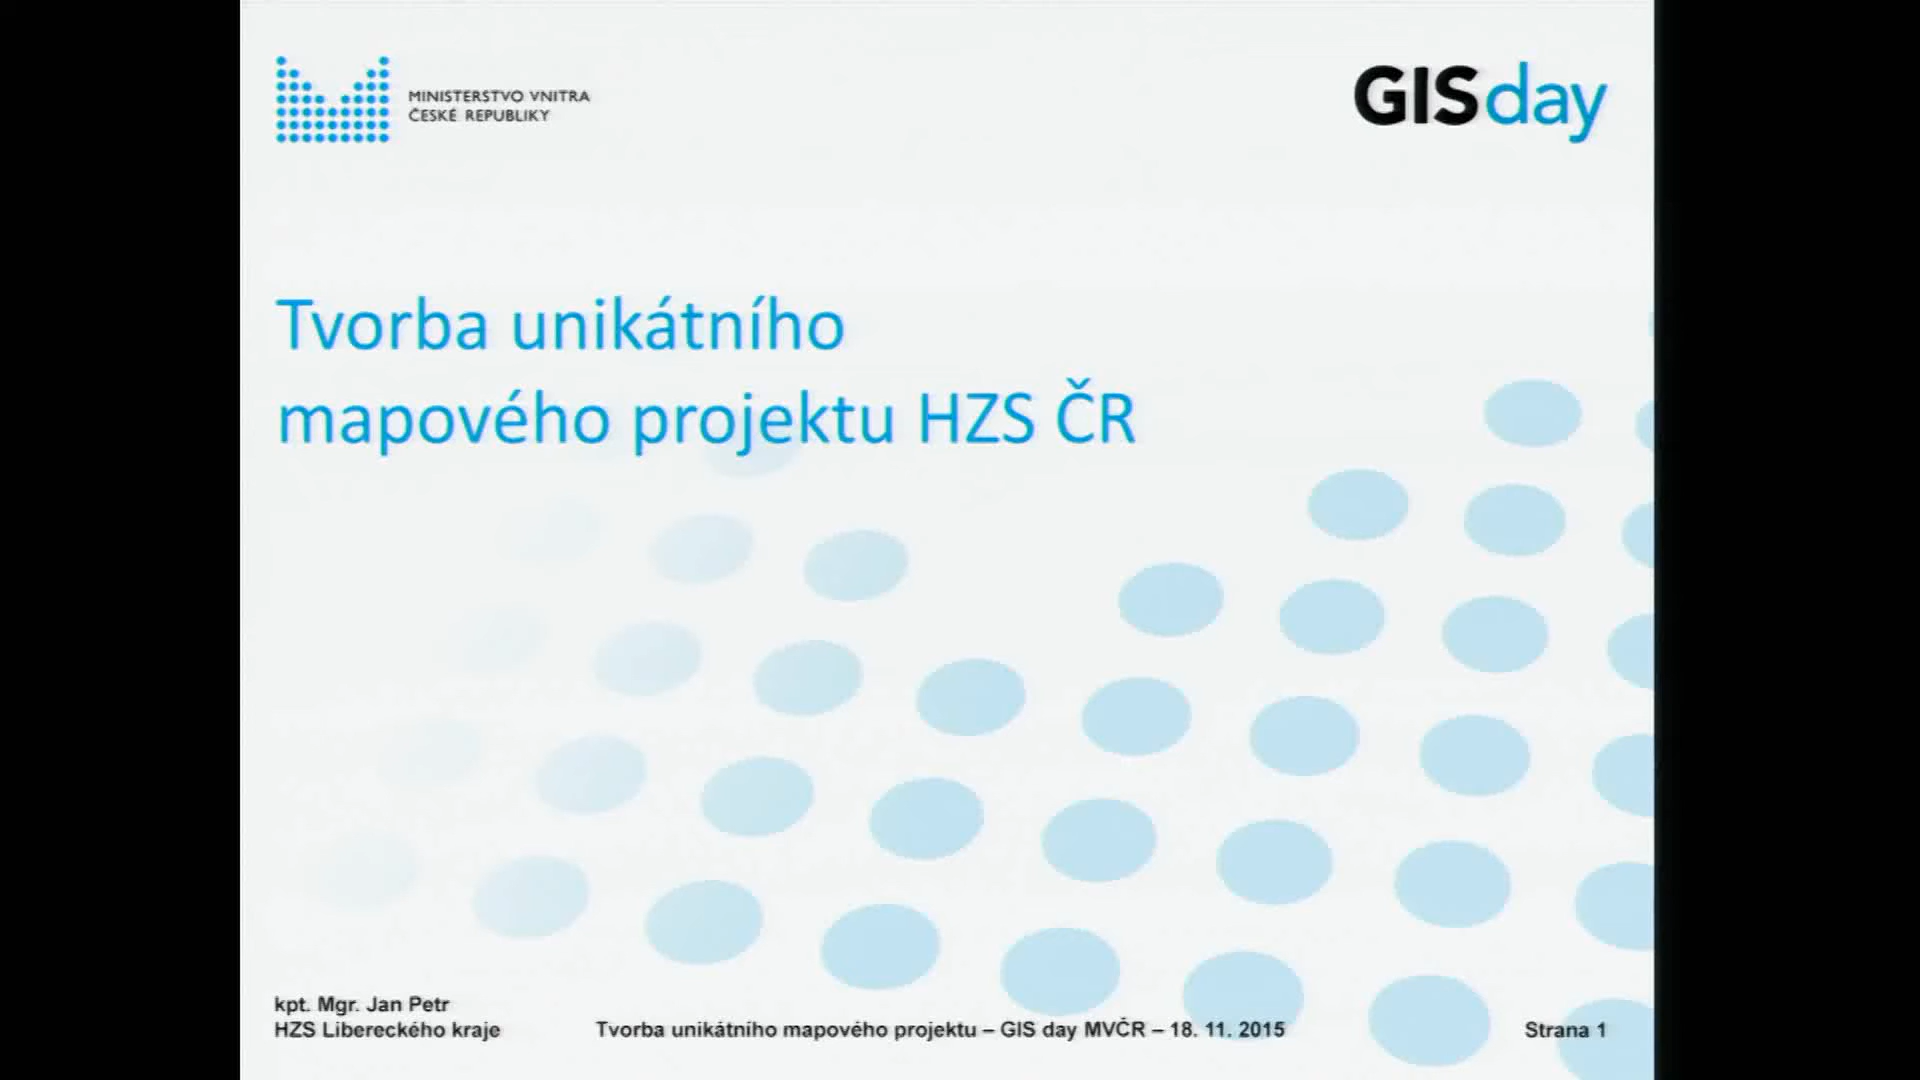 MINISTERSTVO VNITRA
ČESKÉ REPUBLIKY
GISday
Tvorba unikátního
mapového projektu HZS ČR
kpt. Mgr. Jan Petr
HZS Libereckého kraje
Tvorba unikátního mapového projektu – GIS day MVČR – 18. 11. 2015
Strana 1